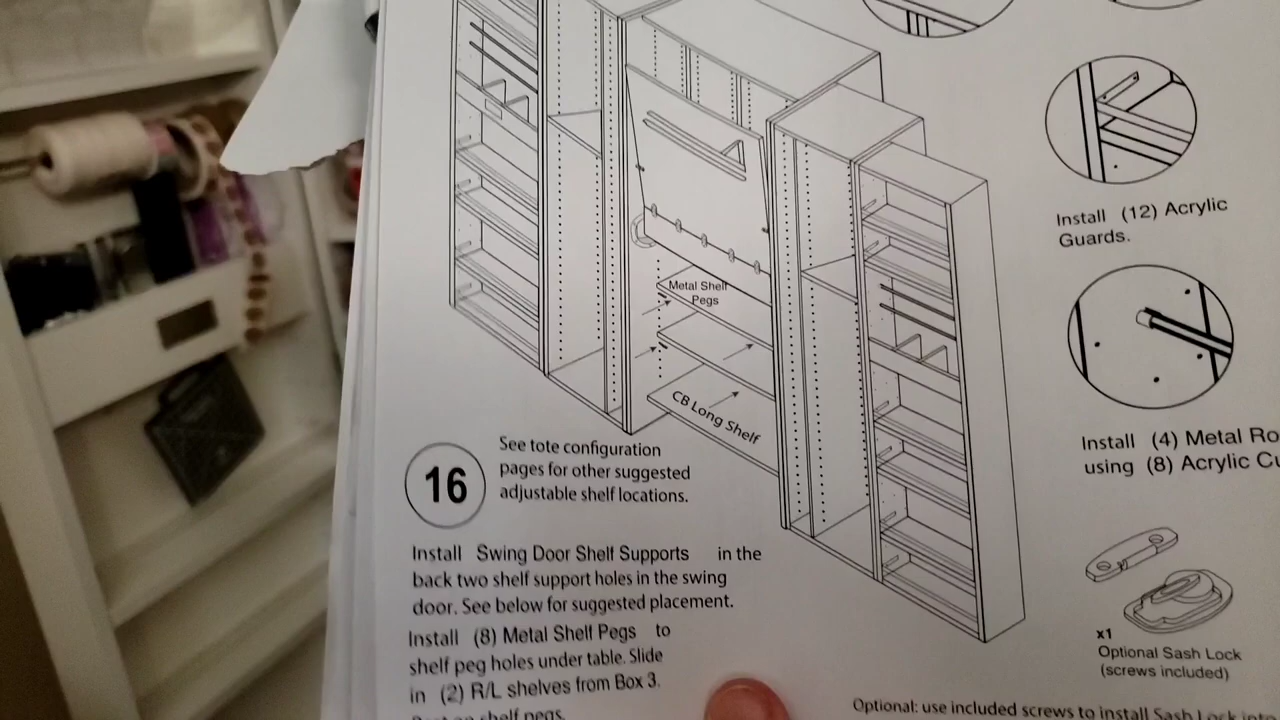 Install (12) Acrylic
Guards.
Metal Shelf
Pegs
CB Long Shelf
16
See tote configuration
pages for other suggested
adjustable shelf locations.
Install (4) Metal Ro
using (8) Acrylic Cu
Install Swing Door Shelf Supports in the
back two shelf support holes in the swing
door. See below for suggested placement.
Install (8) Metal Shelf Pegs to
shelf peg holes under table. Slide
in (2) R/L shelves from Box 3.
shelf pegs.
x1
Optional Sash Lock
(screws included)
Optional: use included screws to install Sash Lock